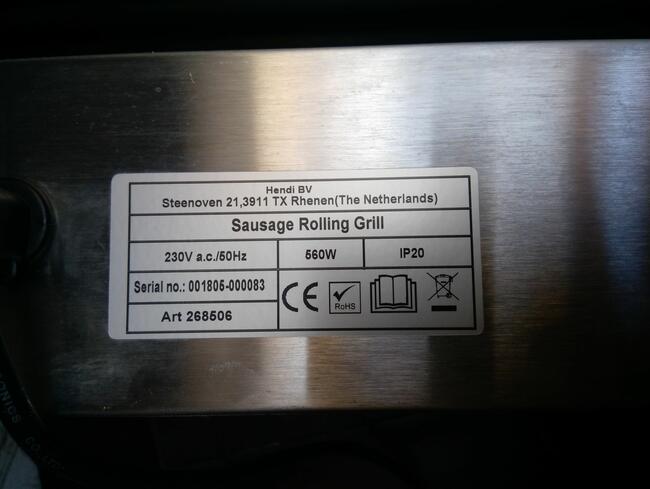 Hendi BV
Steenoven 21,3911 TX Rhenen(The Netherlands)
Sausage Rolling Grill
230V a.c./50Hz 560W IP20
Serial no.: 001805-000083
Art 268506
CE
RoHS